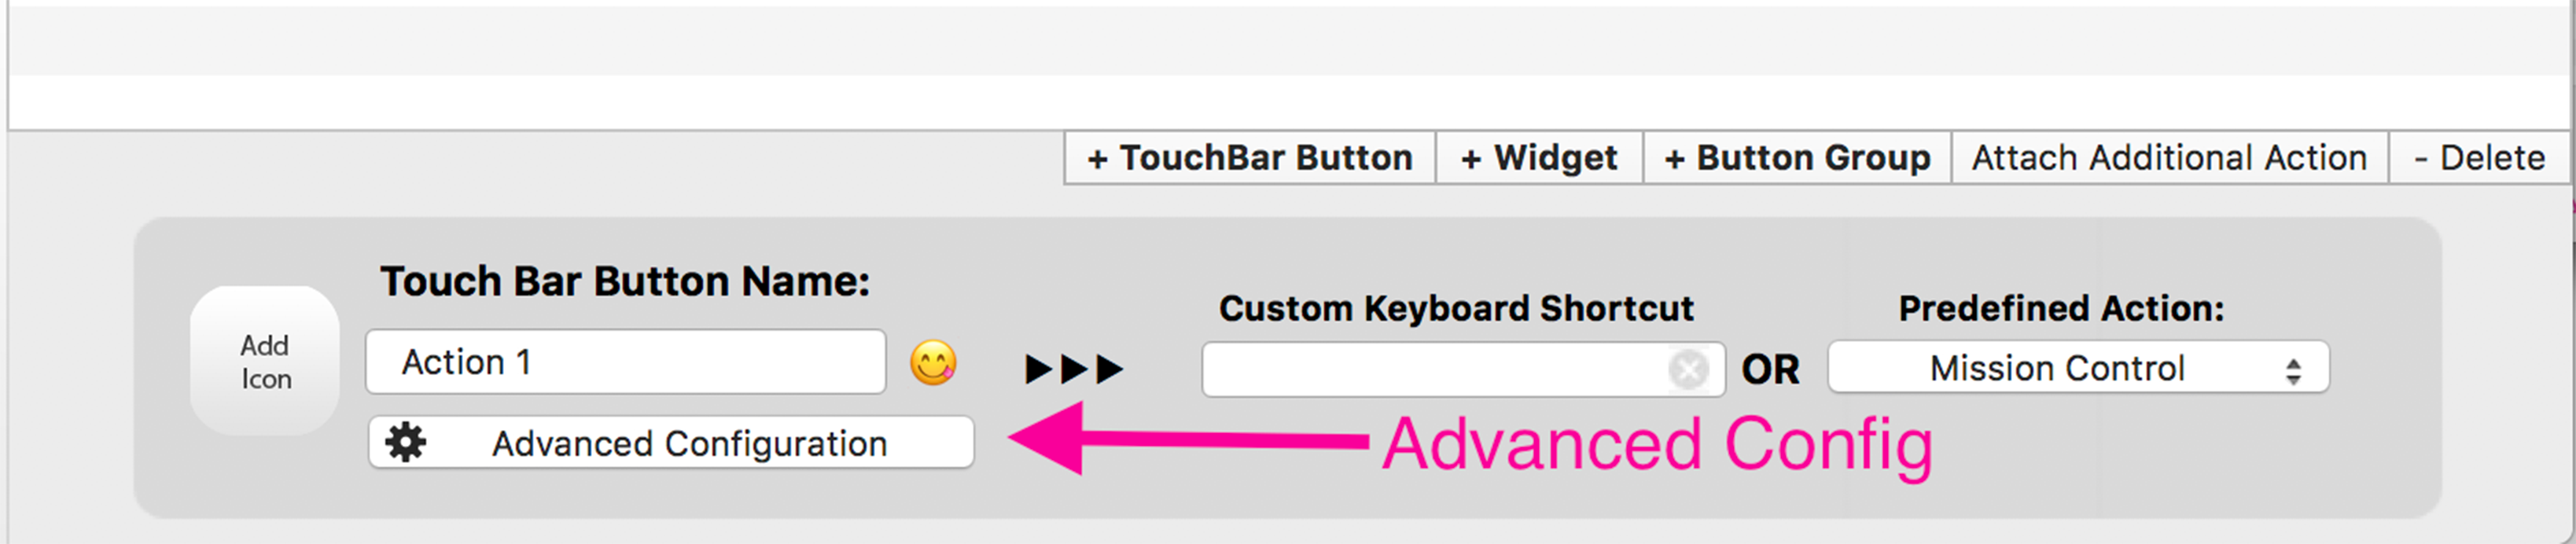 + TouchBar Button + Widget + Button Group Attach Additional Action - Delete
Touch Bar Button Name:
Custom Keyboard Shortcut Predefined Action:
Add
Icon
Action 1
OR Mission Control
Advanced Configuration
Advanced Config